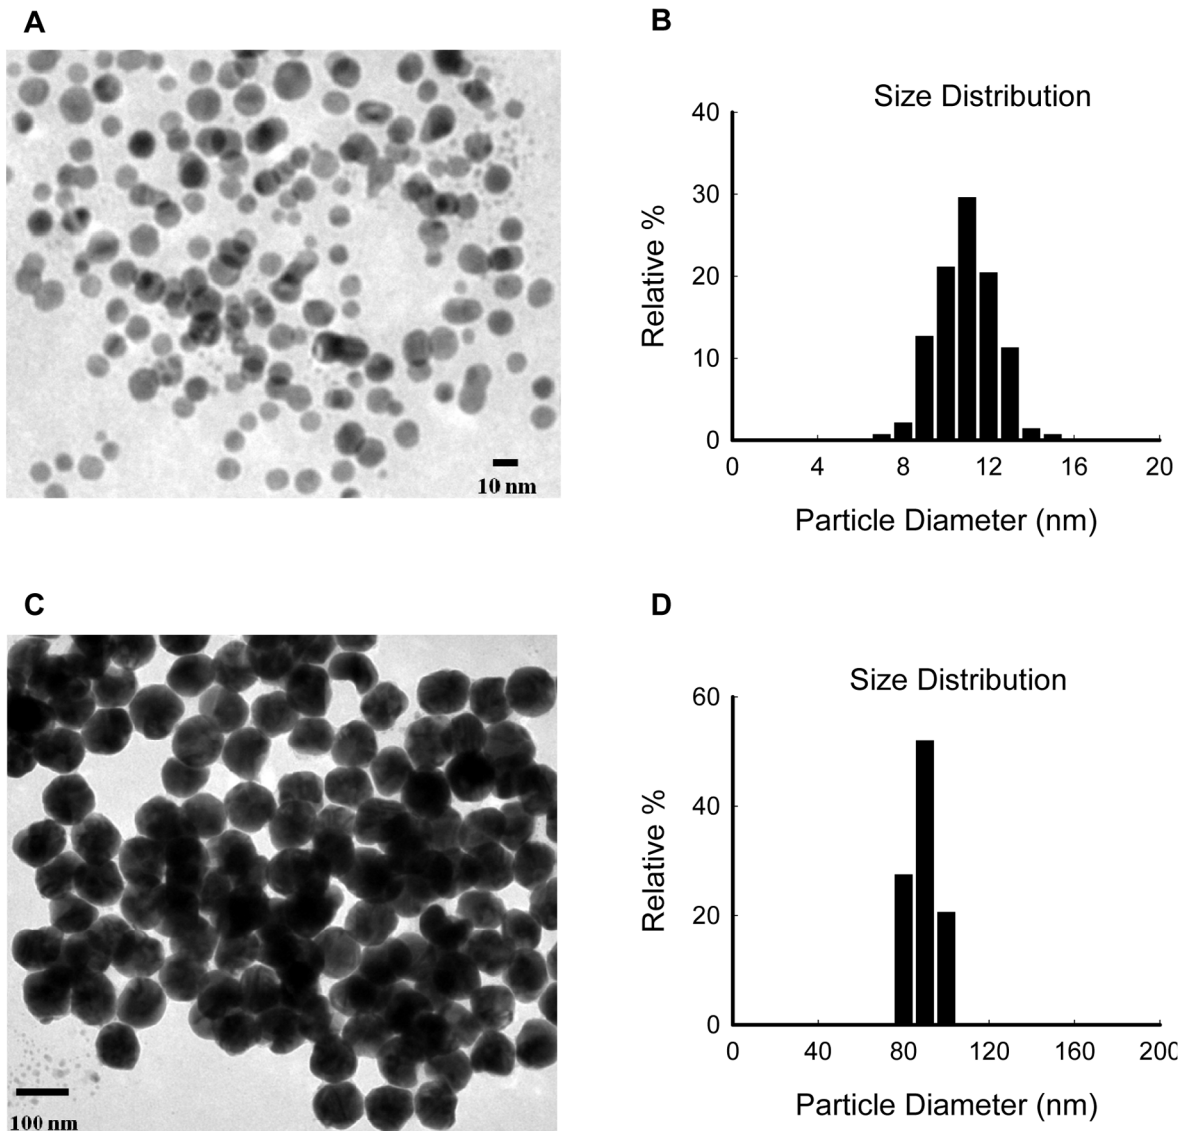 A
B
Size Distribution
40
30
20
10
0
Relative %
0 4 8 12 16 20
Particle Diameter (nm)
10 nm
C
D
Size Distribution
60
40
20
0
Relative %
0 40 80 120 160 200
Particle Diameter (nm)
100 nm